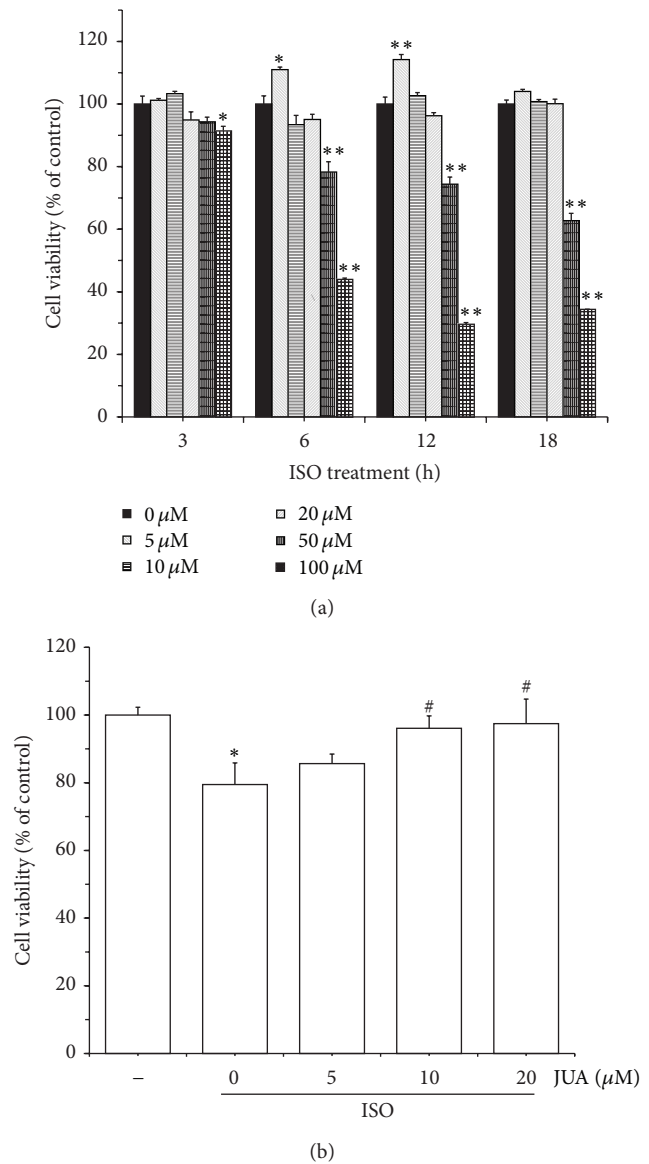 120
100
80
60
40
20
0
Cell viability (% of control)
*
*
**
**
**
**
**
**
**
3 6 12 18
ISO treatment (h)
0 μM 20 μM
5 μM 50 μM
10 μM 100 μM
(a)
120
100
80
60
40
20
0
Cell viability (% of control)
*
#
#
– 0 5 10 20 JUA (μM)
ISO
(b)